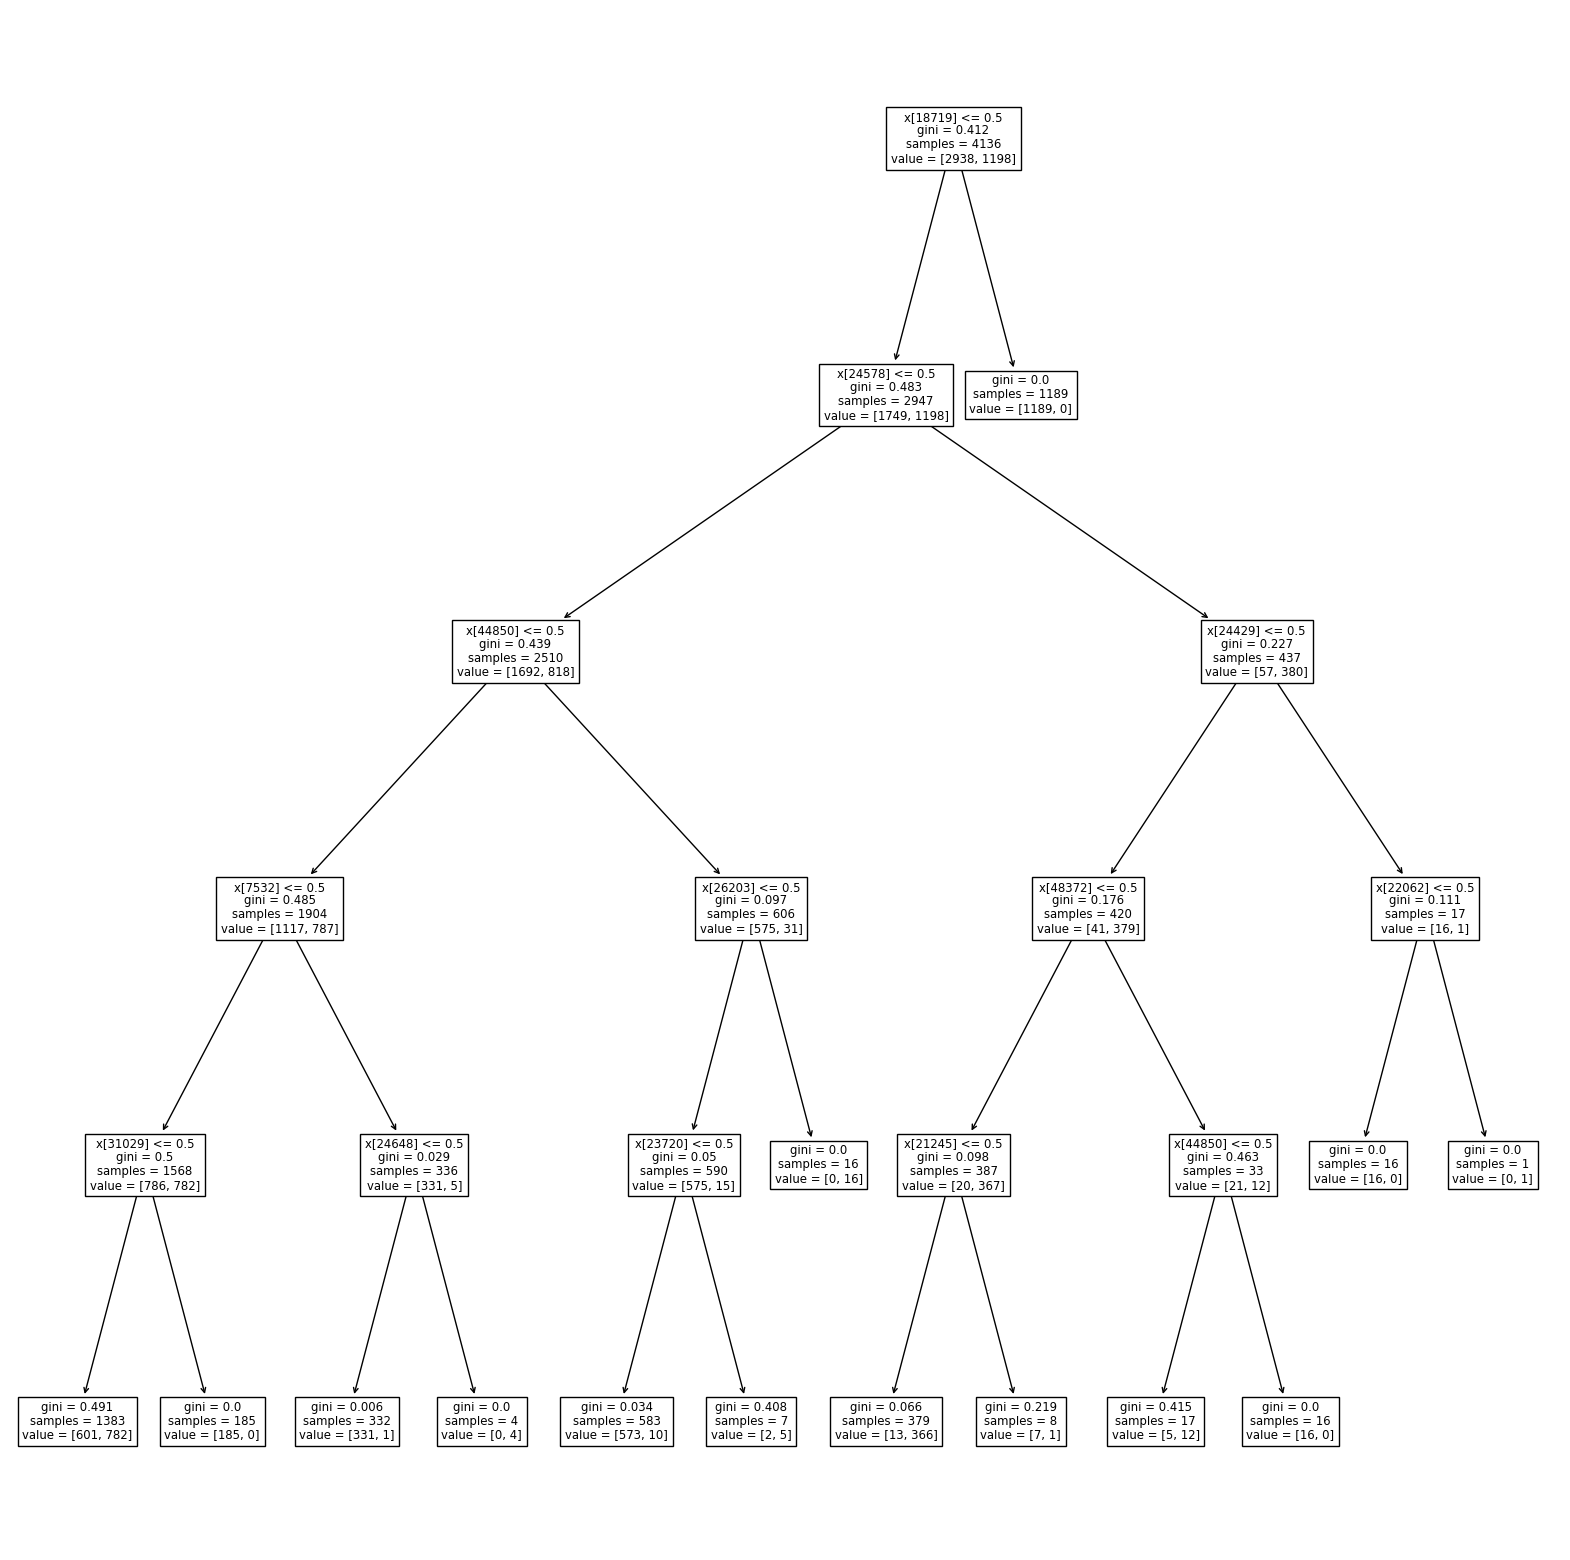 x[18719] <= 0.5
gini = 0.412
samples = 4136
value = [2938, 1198]
x[24578] <= 0.5
gini = 0.483
samples = 2947
value = [1749, 1198]
gini = 0.0
samples = 1189
value = [1189, 0]
x[44850] <= 0.5
gini = 0.439
samples = 2510
value = [1692, 818]
x[24429] <= 0.5
gini = 0.227
samples = 437
value = [57, 380]
x[7532] <= 0.5
gini = 0.485
samples = 1904
value = [1117, 787]
x[26203] <= 0.5
gini = 0.097
samples = 606
value = [575, 31]
x[48372] <= 0.5
gini = 0.176
samples = 420
value = [41, 379]
x[22062] <= 0.5
gini = 0.111
samples = 17
value = [16, 1]
x[31029] <= 0.5
gini = 0.5
samples = 1568
value = [786, 782]
x[24648] <= 0.5
gini = 0.029
samples = 336
value = [331, 5]
x[23720] <= 0.5
gini = 0.05
samples = 590
value = [575, 15]
gini = 0.0
samples = 16
value = [0, 16]
x[21245] <= 0.5
gini = 0.098
samples = 387
value = [20, 367]
x[44850] <= 0.5
gini = 0.463
samples = 33
value = [21, 12]
gini = 0.0
samples = 16
value = [16, 0]
gini = 0.0
samples = 1
value = [0, 1]
gini = 0.491
samples = 1383
value = [601, 782]
gini = 0.0
samples = 185
value = [185, 0]
gini = 0.006
samples = 332
value = [331, 1]
gini = 0.0
samples = 4
value = [0, 4]
gini = 0.034
samples = 583
value = [573, 10]
gini = 0.408
samples = 7
value = [2, 5]
gini = 0.066
samples = 379
value = [13, 366]
gini = 0.219
samples = 8
value = [7, 1]
gini = 0.415
samples = 17
value = [5, 12]
gini = 0.0
samples = 16
value = [16, 0]